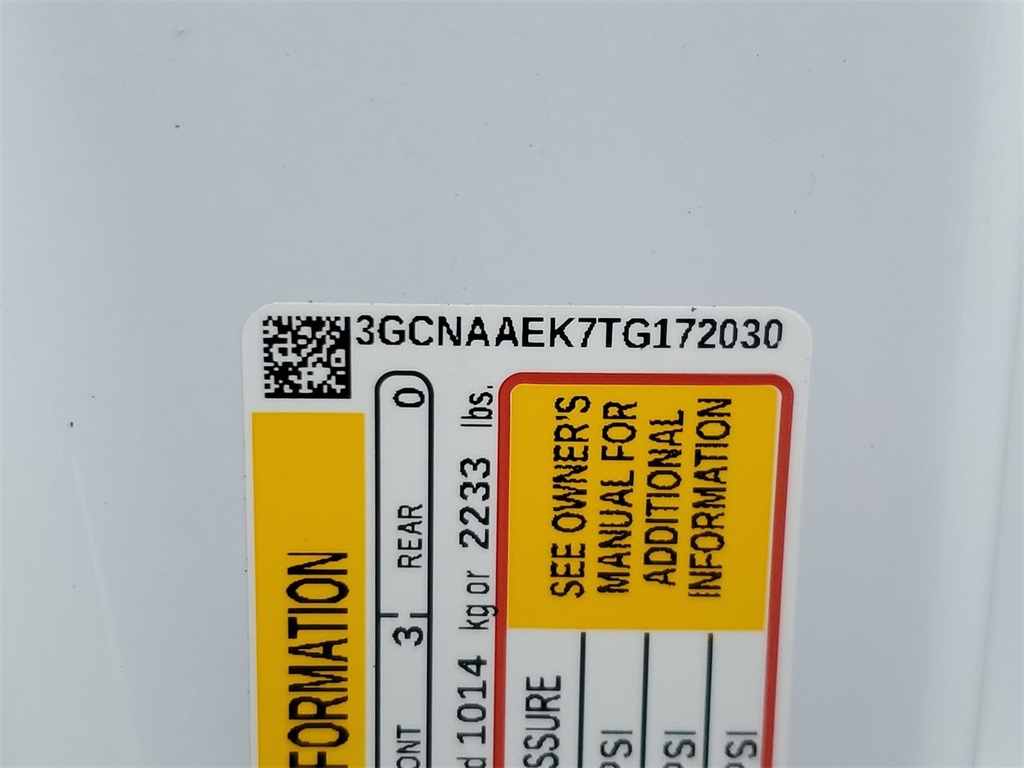 3GCNAAEK7TG172030
FORMATION
ONT 3 REAR 0
d 1014 kg or 2233 lbs.
SSURE
SEE OWNER'S
MANUAL FOR
ADDITIONAL
INFORMATION
PSI
PSI
PSI